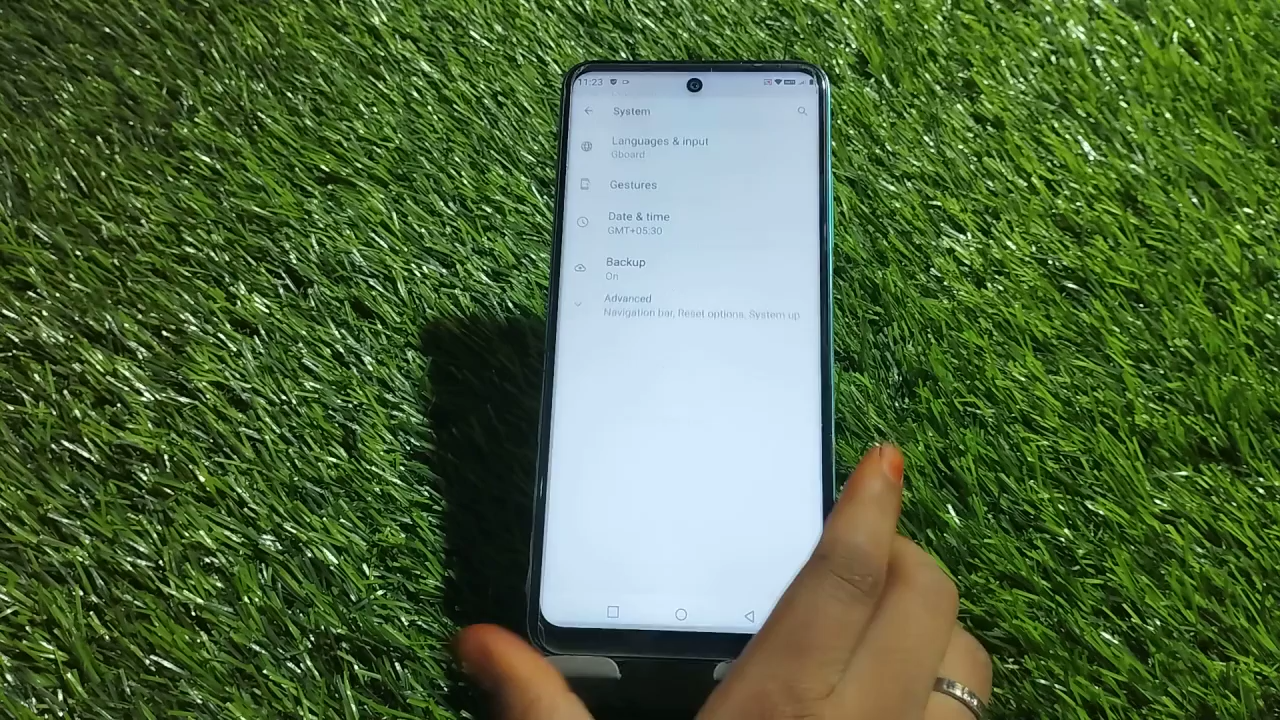 11:23
System
Languages & input
Gboard
Gestures
Date & time
GMT+05:30
Backup
On
Advanced
Navigation bar, Reset options, System up